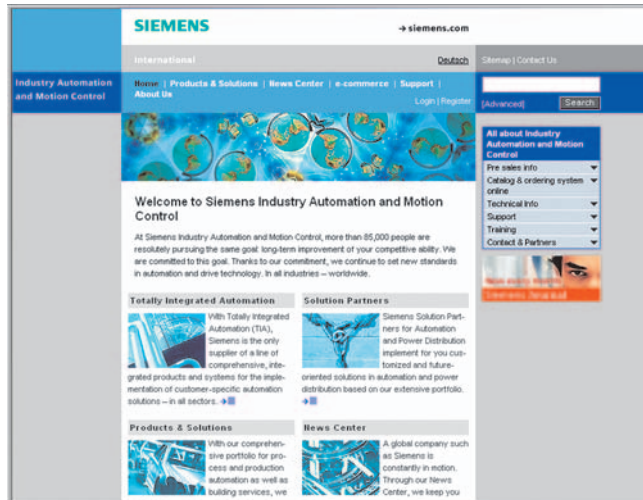 SIEMENS
→ siemens.com
International
Deutsch
Sitemap | Contact Us
Industry Automation
and Motion Control
Home | Products & Solutions | News Center | e-commerce | Support |
About Us
Login | Register
[Advanced]
Search
All about Industry
Automation and Motion
Control
Pre sales info
Catalog & ordering system
online
Technical Info
Support
Training
Contact & Partners
Welcome to Siemens Industry Automation and Motion
Control
At Siemens Industry Automation and Motion Control, more than 85,000 people are
resolutely pursuing the same goal: long-term improvement of your competitive ability. We
are committed to this goal. Thanks to our commitment, we continue to set new standards
in automation and drive technology. In all industries – worldwide.
Totally Integrated Automation
With Totally Integrated
Automation (TIA),
Siemens is the only
supplier of a line of
comprehensive, inte-
grated products and systems for the imple-
mentation of customer-specific automation
solutions – in all sectors. →
Solution Partners
Siemens Solution Part-
ners for Automation
and Power Distribution
implement for you cus-
tomized and future-
oriented solutions in automation and power
distribution based on our extensive portfolio.
→
Products & Solutions
With our comprehen-
sive portfolio for pro-
cess and production
automation as well as
building services, we
News Center
A global company such
as Siemens is
constantly in motion.
Through our News
Center, we keep you